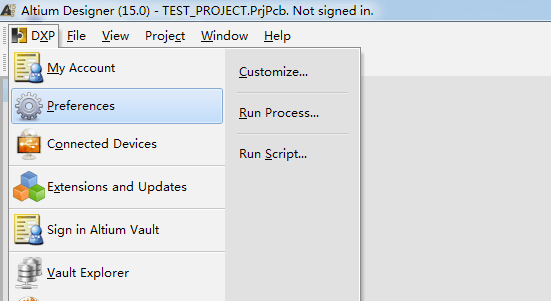 Altium Designer (15.0) - TEST_PROJECT.PrjPcb. Not signed in.
DXP File View Project Window Help
My Account
Preferences
Connected Devices
Extensions and Updates
Sign in Altium Vault
Vault Explorer
Customize...
Run Process...
Run Script...